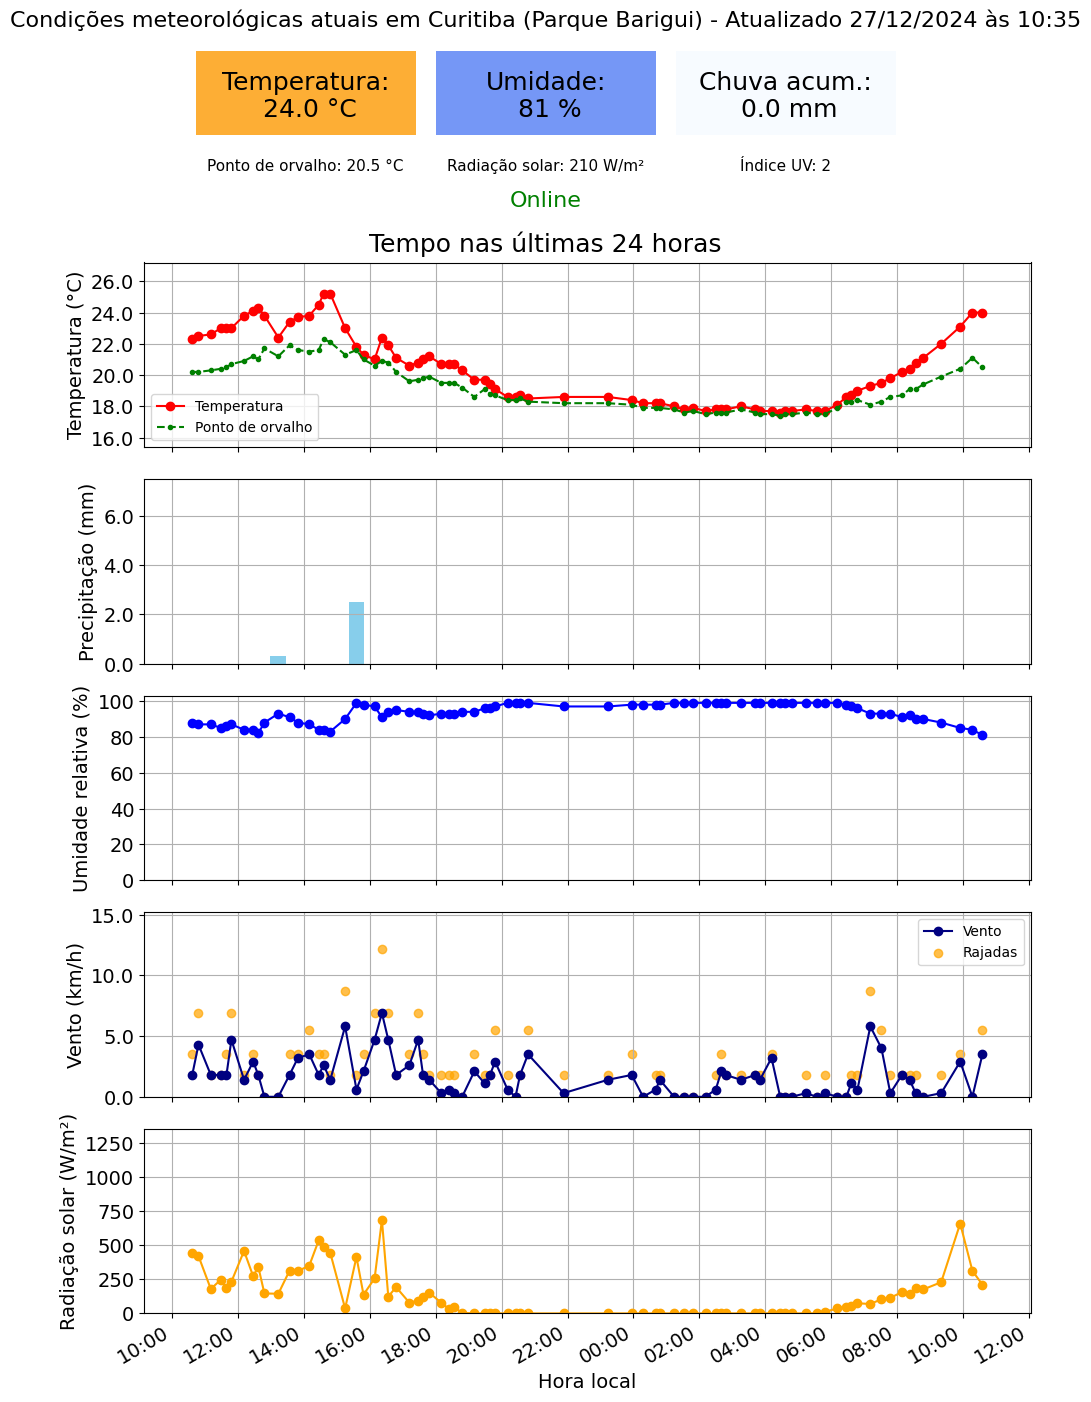 Condições meteorológicas atuais em Curitiba (Parque Barigui) - Atualizado 27/12/2024 às 10:35
Temperatura:
24.0 °C
Umidade:
81 %
Chuva acum.:
0.0 mm
Ponto de orvalho: 20.5 °C
Radiação solar: 210 W/m²
Índice UV: 2
Online
Tempo nas últimas 24 horas
Temperatura (°C)
26.0
24.0
22.0
20.0
18.0
16.0
Temperatura
Ponto de orvalho
Precipitação (mm)
6.0
4.0
2.0
0.0
Umidade relativa (%)
100
80
60
40
20
0
Vento (km/h)
15.0
10.0
5.0
0.0
Vento
Rajadas
Radiação solar (W/m²)
1250
1000
750
500
250
0
10:00
12:00
14:00
16:00
18:00
20:00
22:00
00:00
02:00
04:00
06:00
08:00
10:00
12:00
Hora local